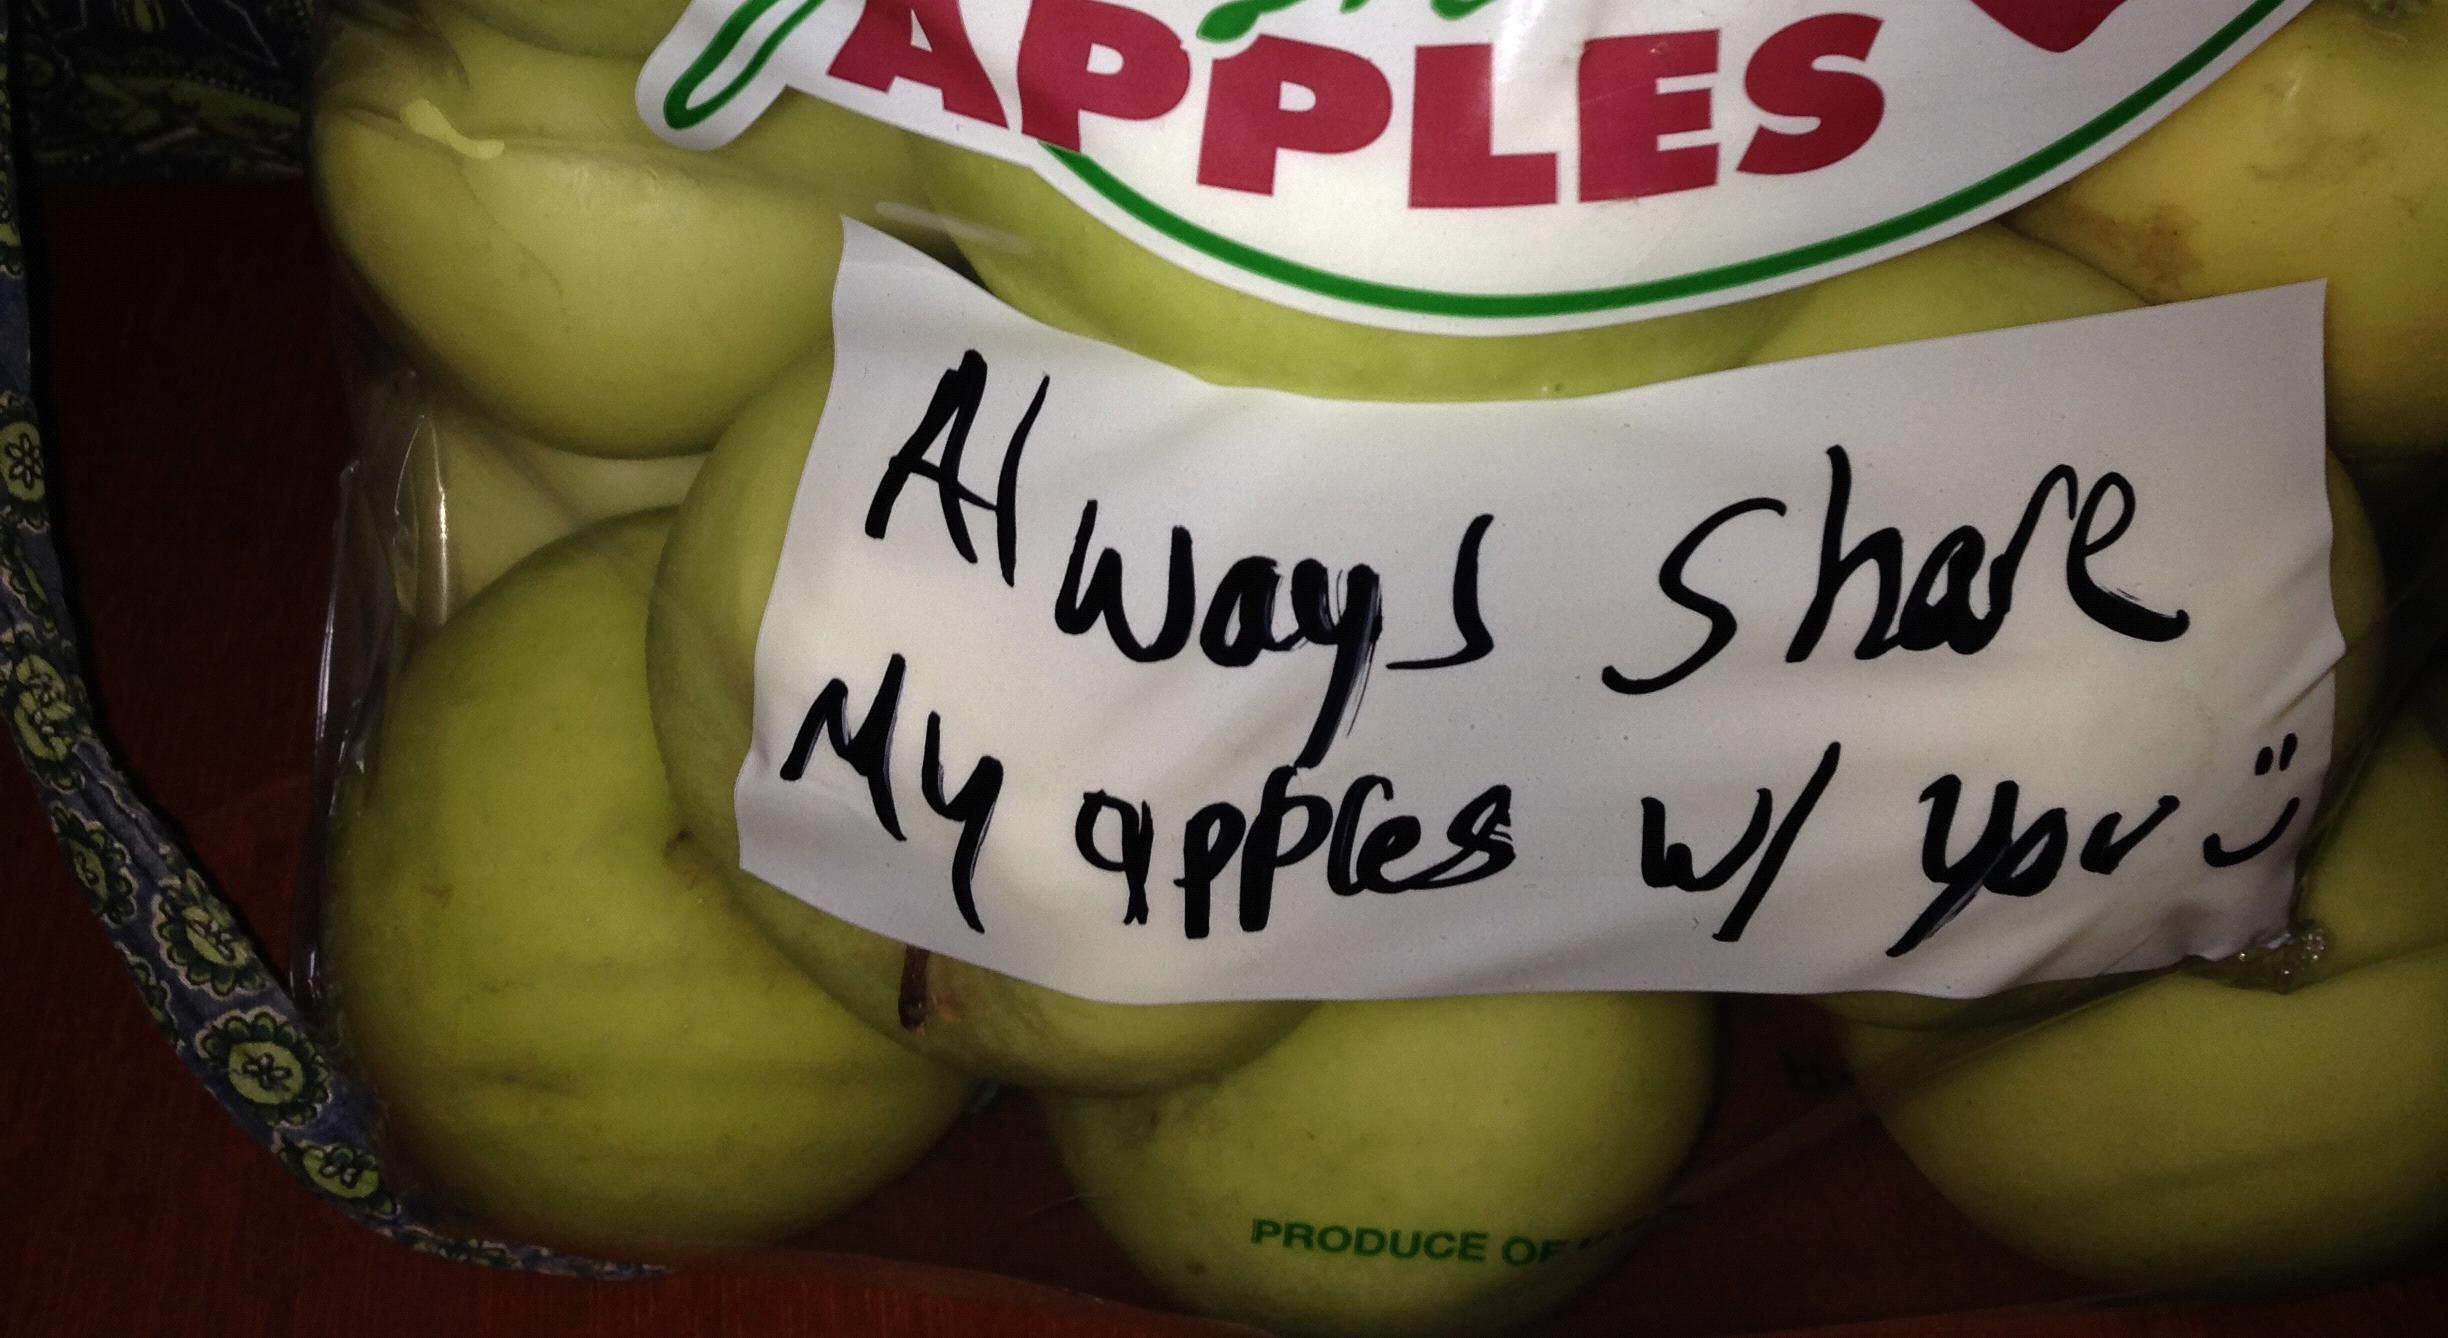 APPLES
Always share
My apples w/ you :)
PRODUCE OF